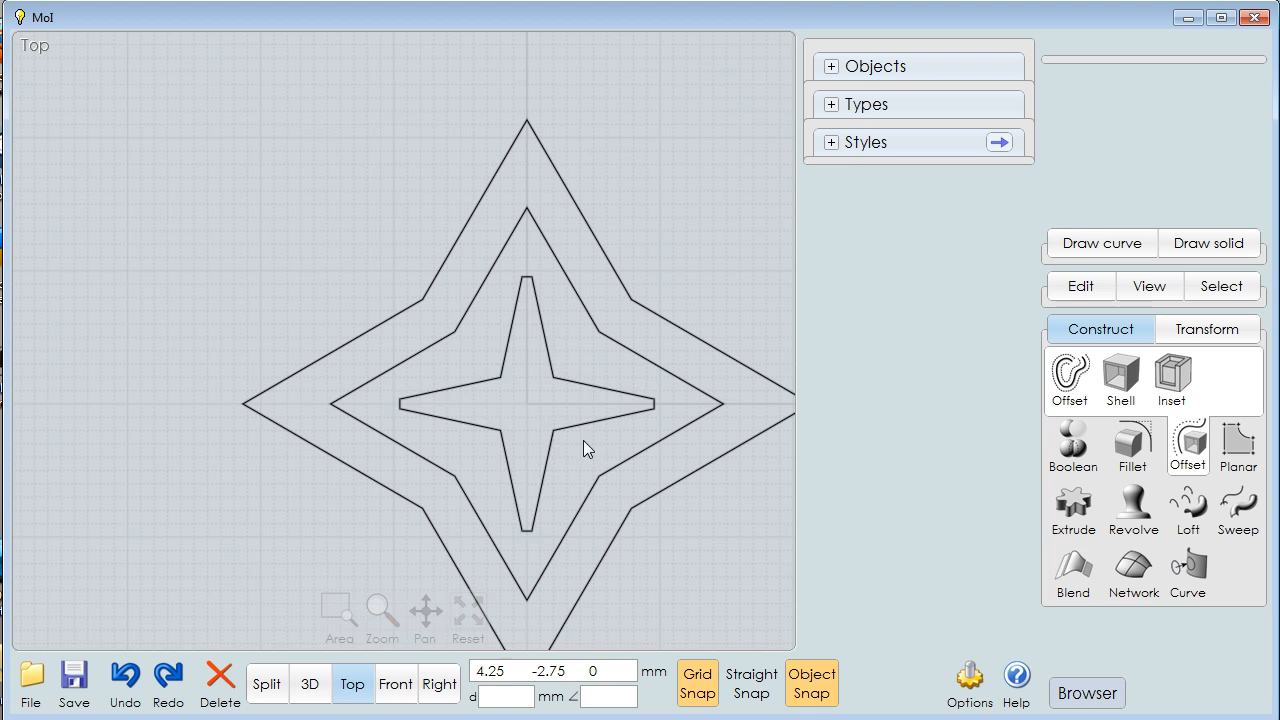 MoI
Top
Objects
Types
Styles
Draw curve Draw solid
Edit View Select
Construct Transform
Offset Shell Inset
Boolean Fillet Offset Planar
Extrude Revolve Loft Sweep
Blend Network Curve
Area Zoom Pan Reset
File Save Undo Redo Delete
Split 3D Top Front Right
4.25 -2.75 0 mm
d mm ∠
Grid Snap
Straight Snap
Object Snap
Options Help
Browser